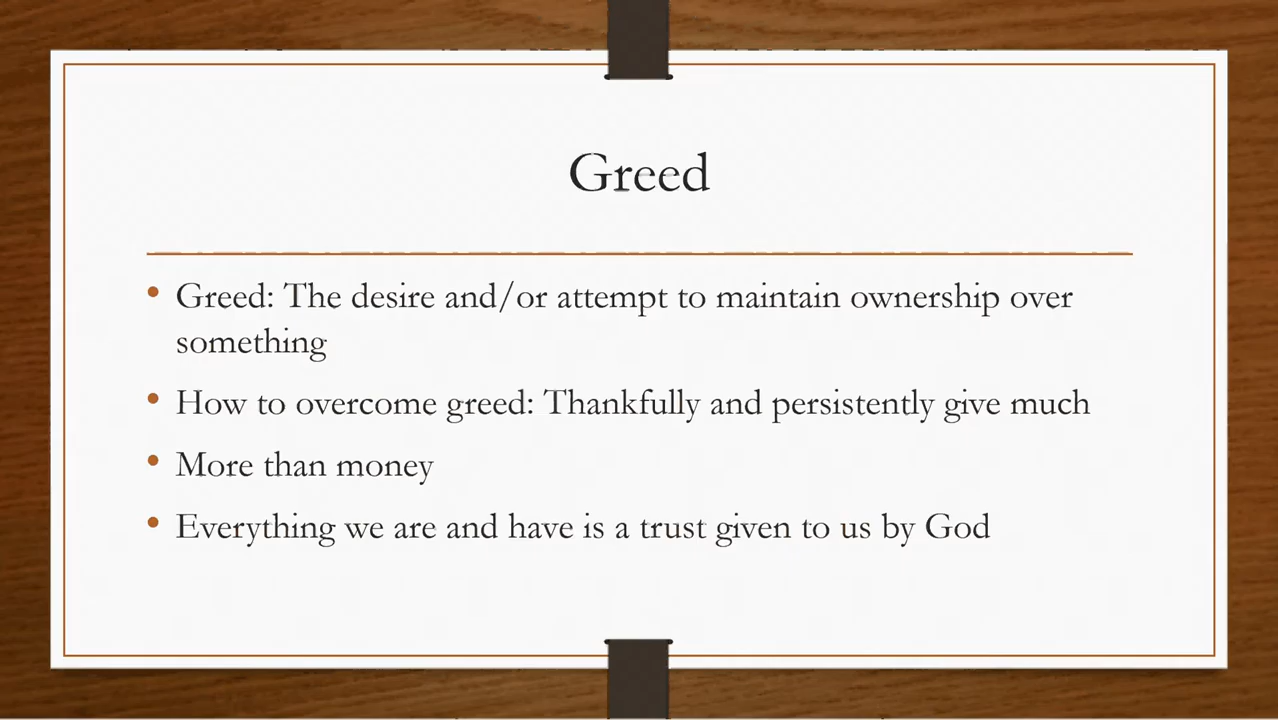 Greed
• Greed: The desire and/or attempt to maintain ownership over
something
• How to overcome greed: Thankfully and persistently give much
• More than money
• Everything we are and have is a trust given to us by God